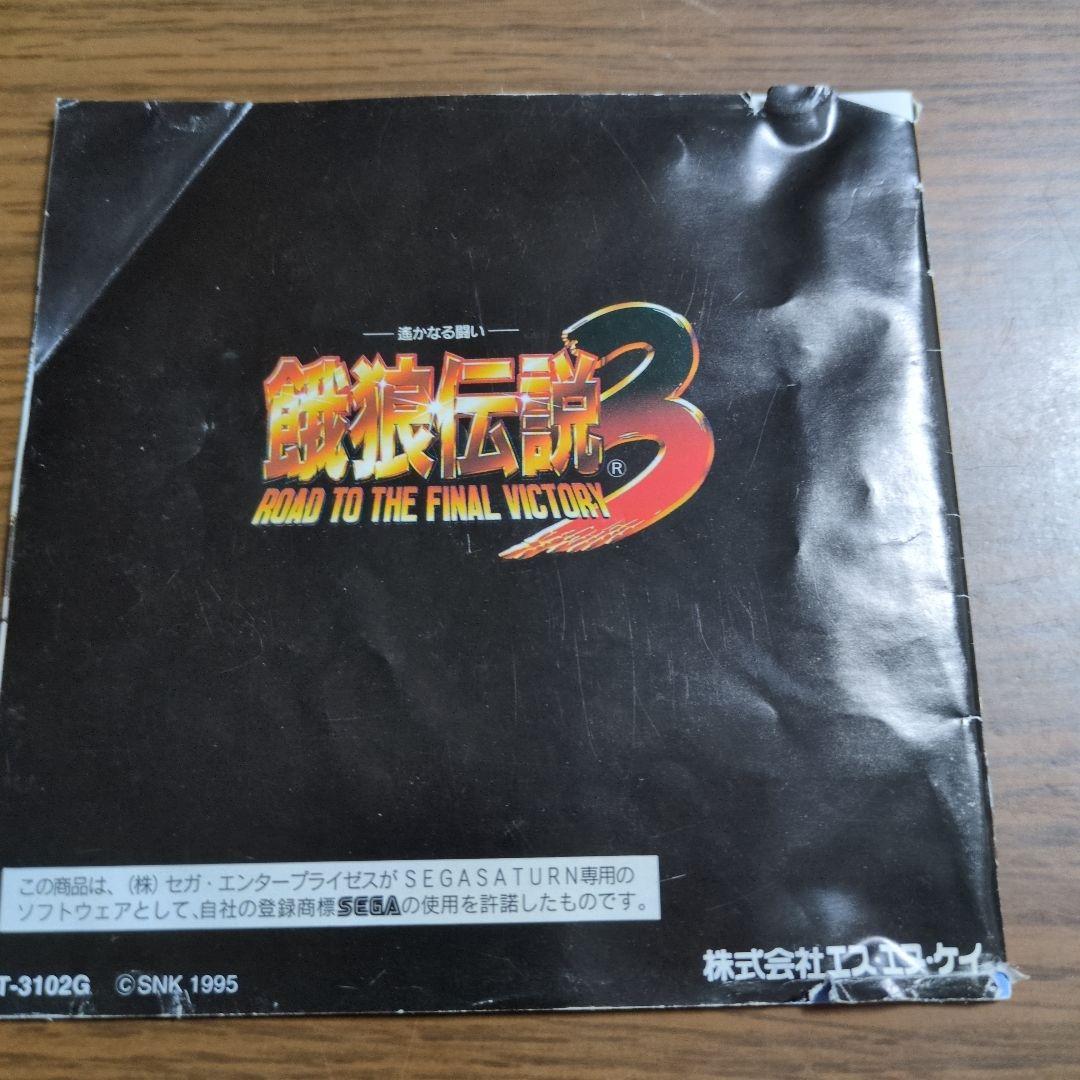 遙かなる闘い
餓狼伝説3®
ROAD TO THE FINAL VICTORY
この商品は、(株)セガ・エンタープライゼスがSEGASATURN専用の
ソフトウェアとして、自社の登録商標SEGAの使用を許諾したものです。
株式会社エス・エヌ・ケイ
T-3102G ©SNK 1995